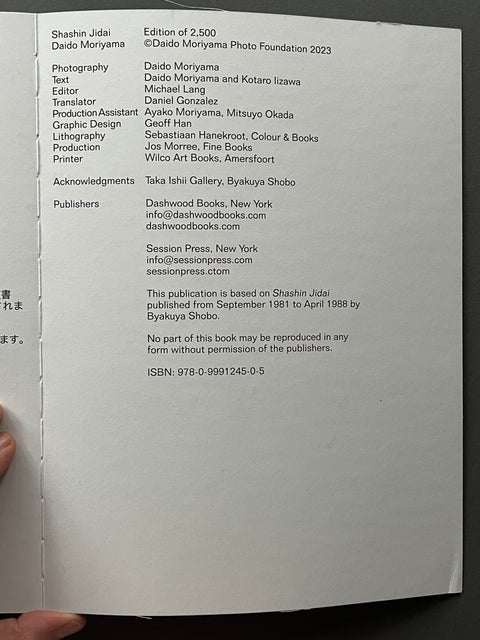 Shashin Jidai Edition of 2,500
Daido Moriyama ©Daido Moriyama Photo Foundation 2023
Photography Daido Moriyama
Text Daido Moriyama and Kotaro Iizawa
Editor Michael Lang
Translator Daniel Gonzalez
Production Assistant Ayako Moriyama, Mitsuyo Okada
Graphic Design Geoff Han
Lithography Sebastiaan Hanekroot, Colour & Books
Production Jos Morree, Fine Books
Printer Wilco Art Books, Amersfoort
Acknowledgments Taka Ishii Gallery, Byakuya Shobo
Publishers Dashwood Books, New York
info@dashwoodbooks.com
dashwoodbooks.com
Session Press, New York
info@sessionpress.com
sessionpress.ctom
This publication is based on Shashin Jidai
published from September 1981 to April 1988 by
Byakuya Shobo.
No part of this book may be reproduced in any
form without permission of the publishers.
ISBN: 978-0-9991245-0-5
書
れま
ます。